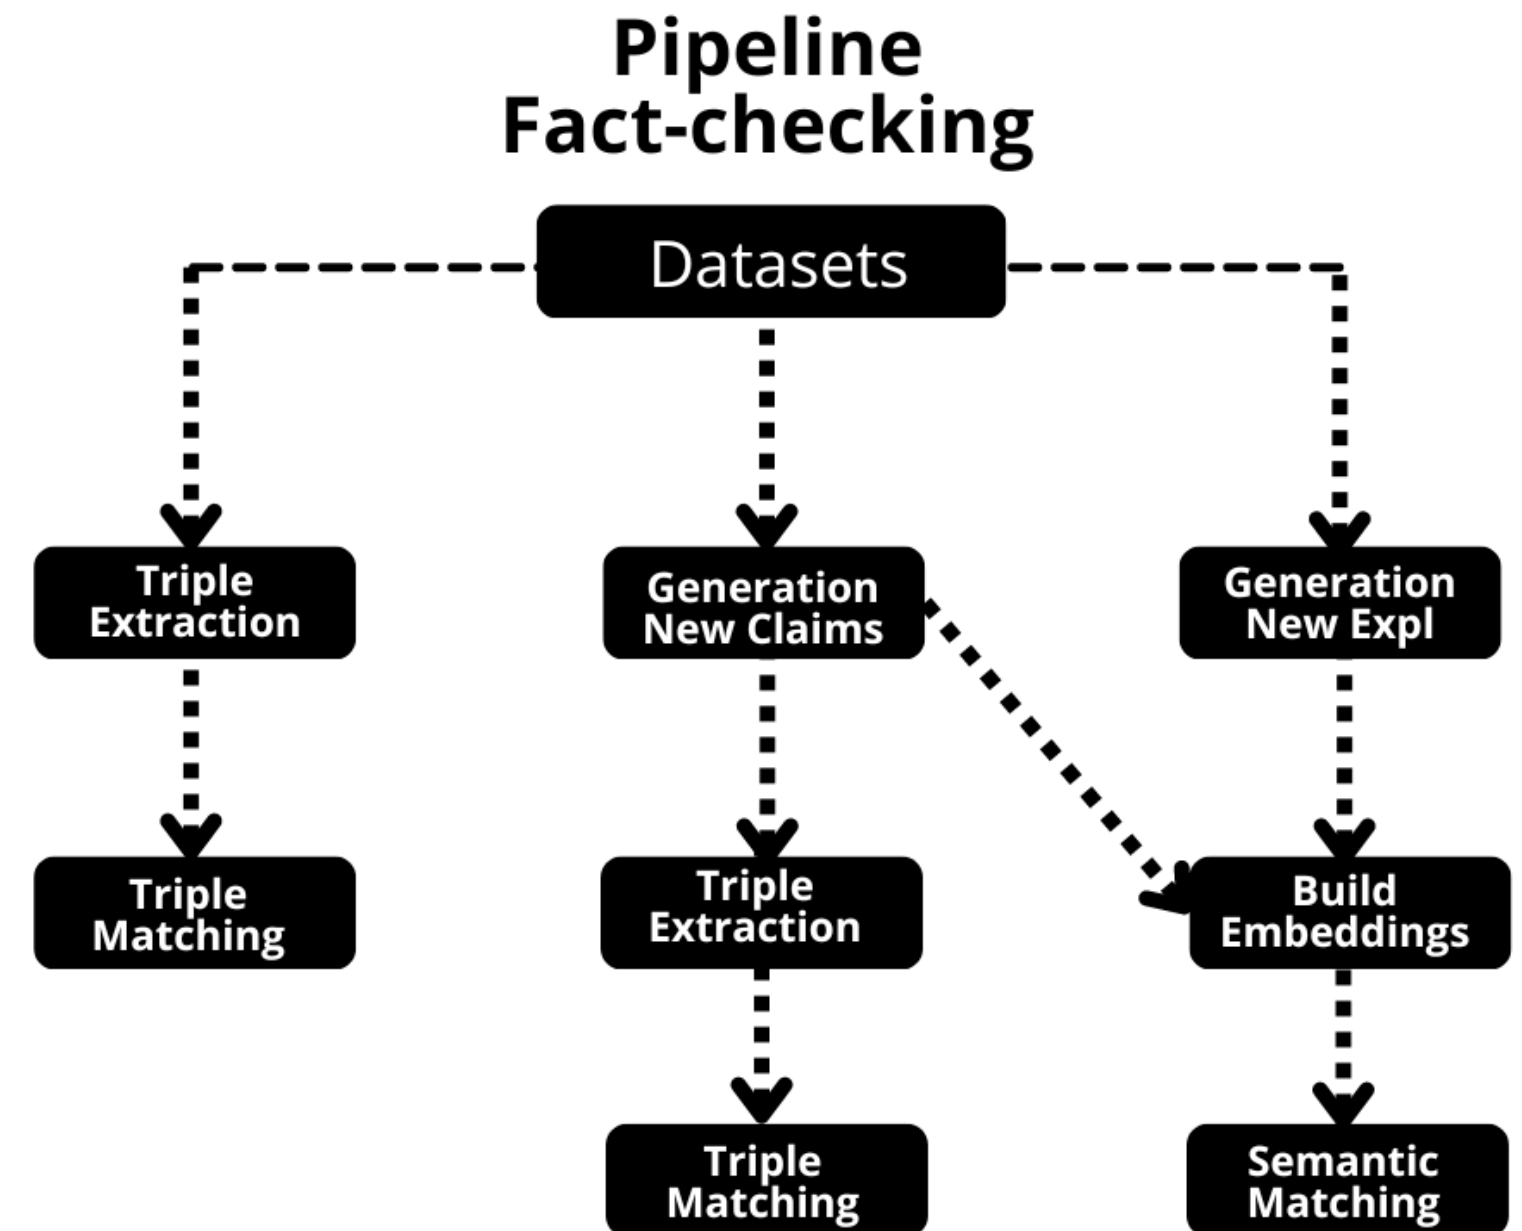 Pipeline
Fact-checking
Datasets
Triple
Extraction
Generation
New Claims
Generation
New Expl
Triple
Matching
Triple
Extraction
Build
Embeddings
Triple
Matching
Semantic
Matching